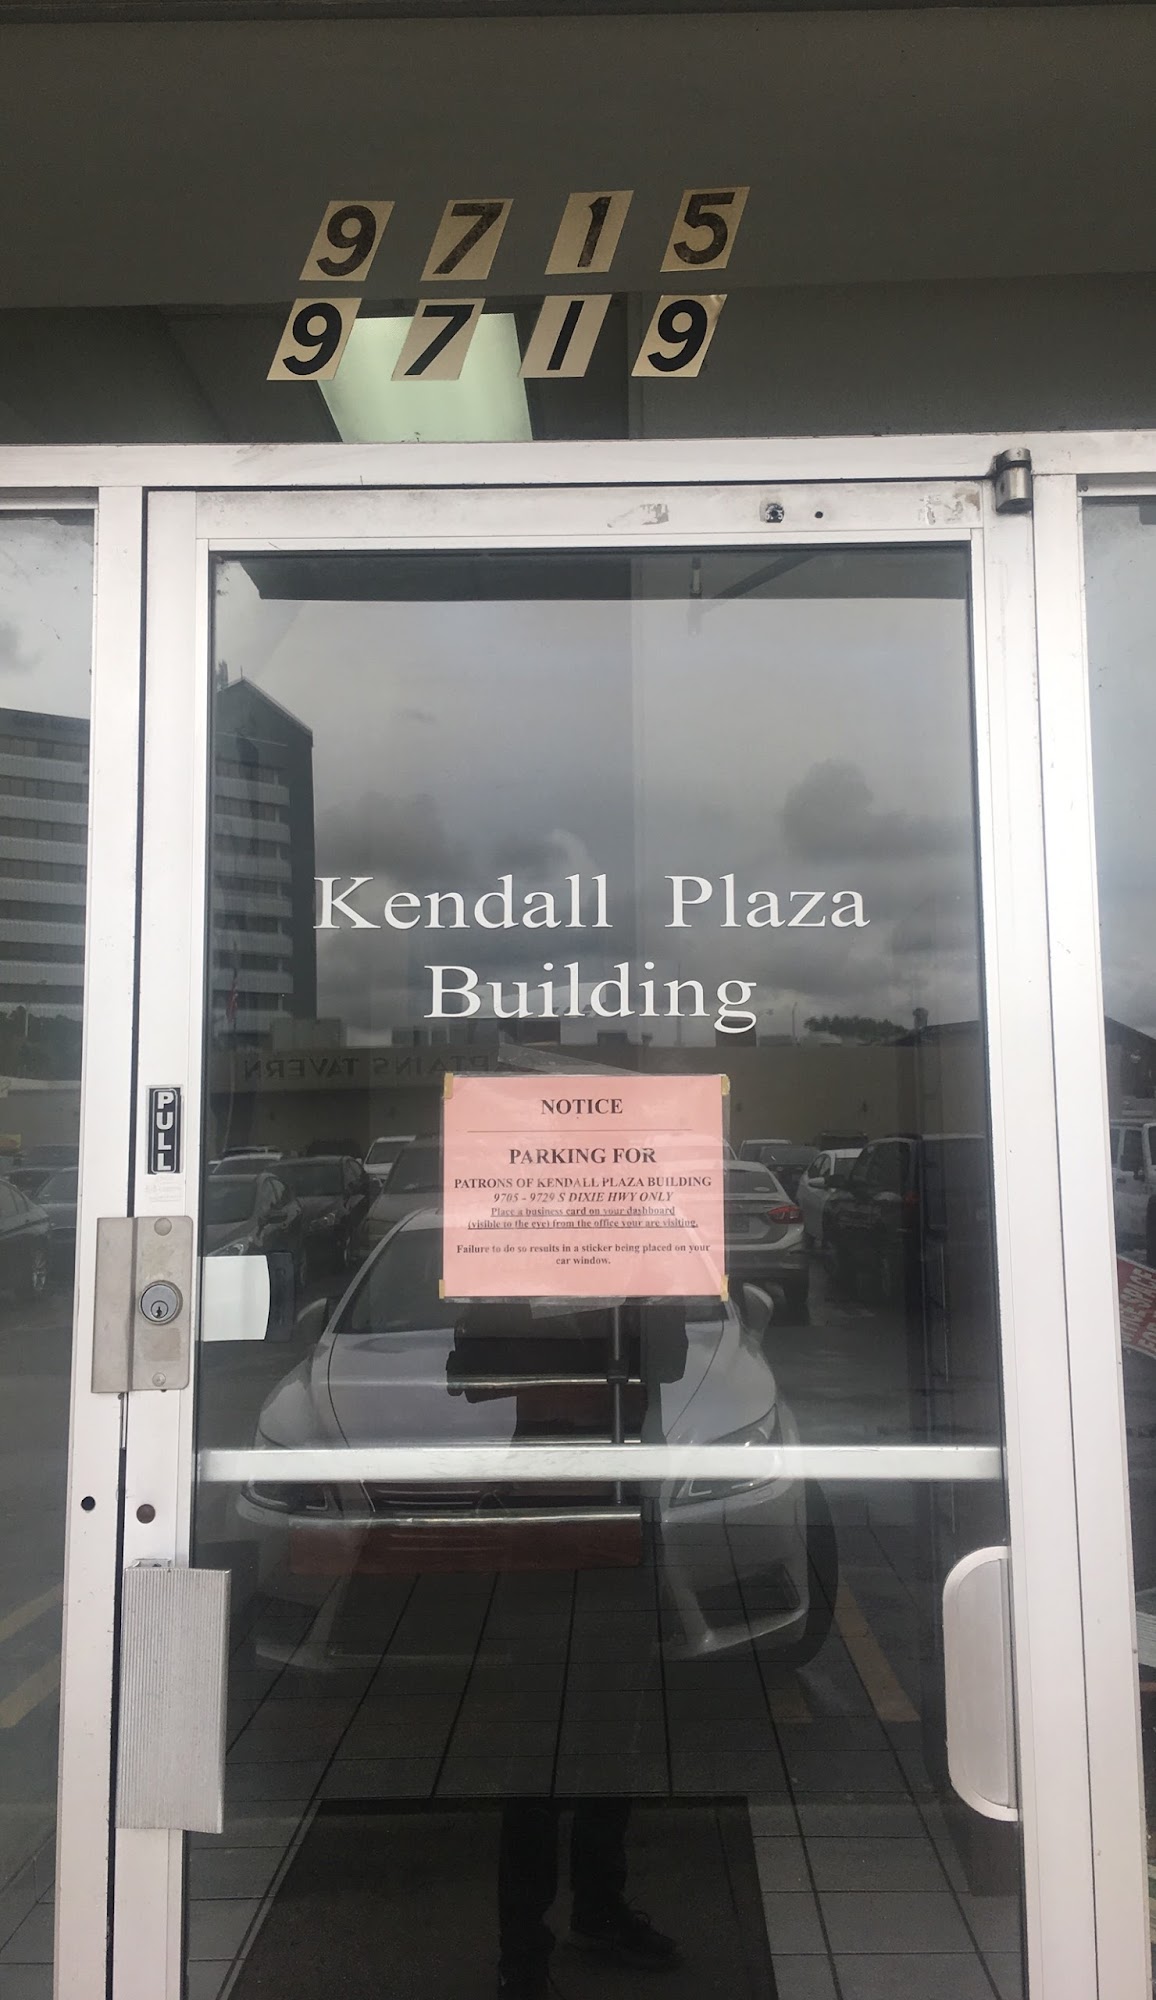 9715
9719
Kendall Plaza
Building
TAVERN
PULL
NOTICE
PARKING FOR
PATRONS OF KENDALL PLAZA BUILDING
9705 - 9729 S DIXIE HWY ONLY
Place a business card on your dashboard
(visible to the eye) from the office your are visiting.
Failure to do so results in a sticker being placed on your
car window.